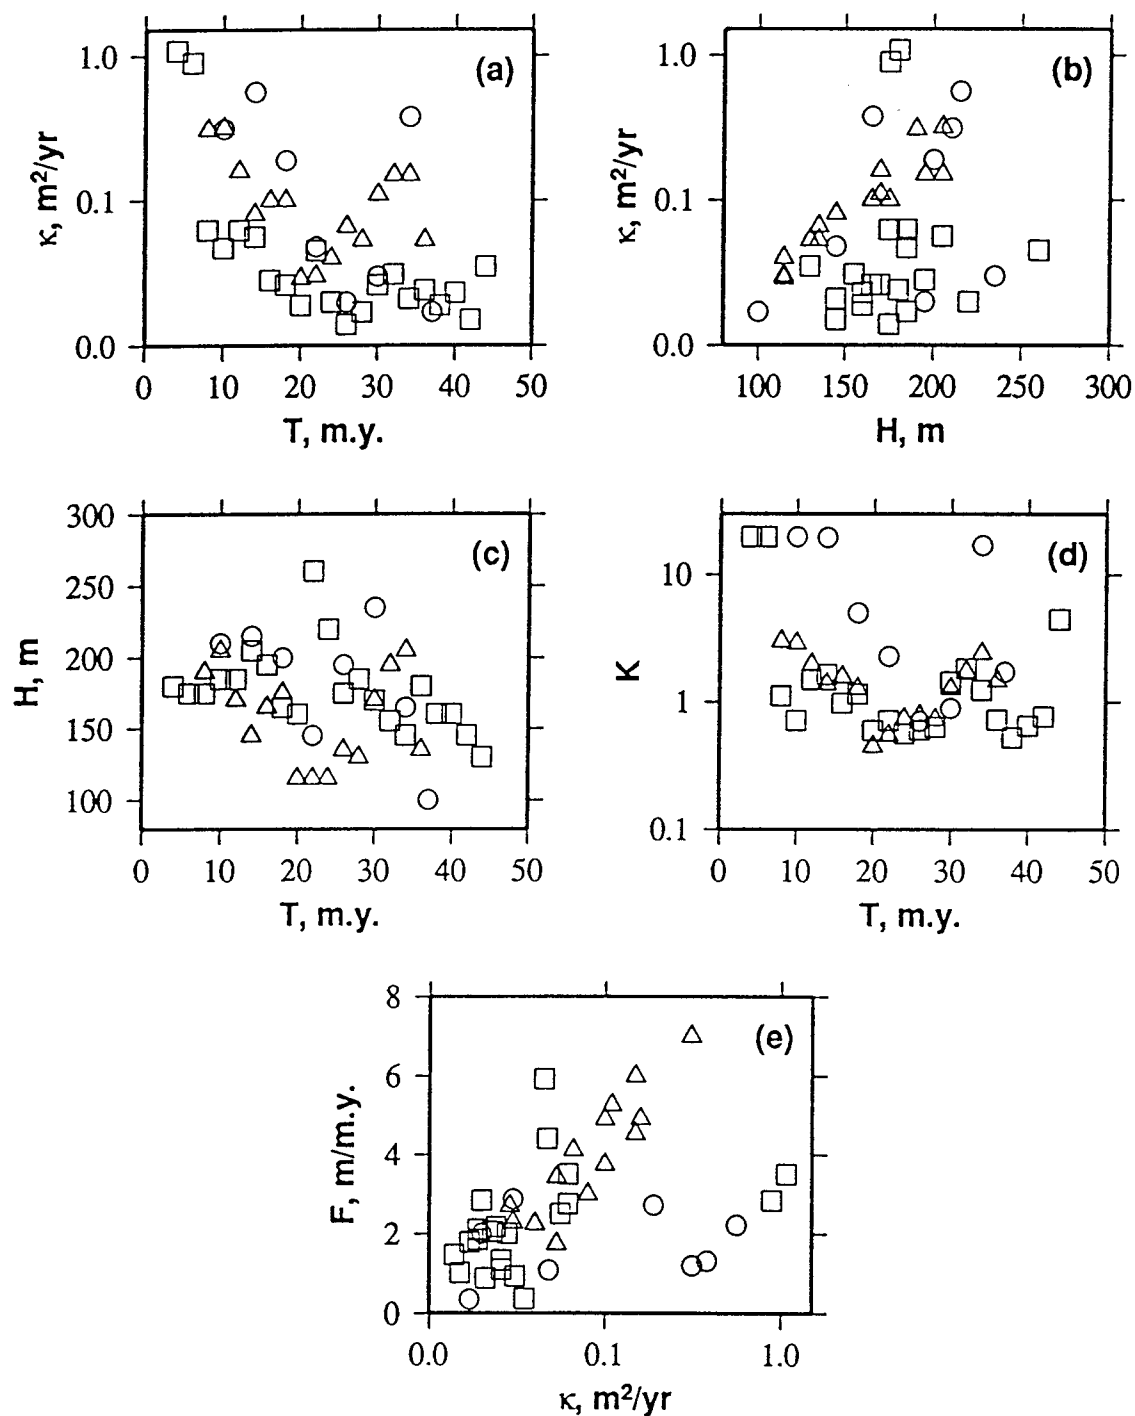 (a)
1.0
0.1
0.0
κ, m²/yr
0 10 20 30 40 50
T, m.y.
(b)
1.0
0.1
0.0
κ, m²/yr
100 150 200 250 300
H, m
(c)
300
250
200
150
100
H, m
0 10 20 30 40 50
T, m.y.
(d)
10
1
0.1
K
0 10 20 30 40 50
T, m.y.
(e)
8
6
4
2
0
F, m/m.y.
0.0 0.1 1.0
κ, m²/yr